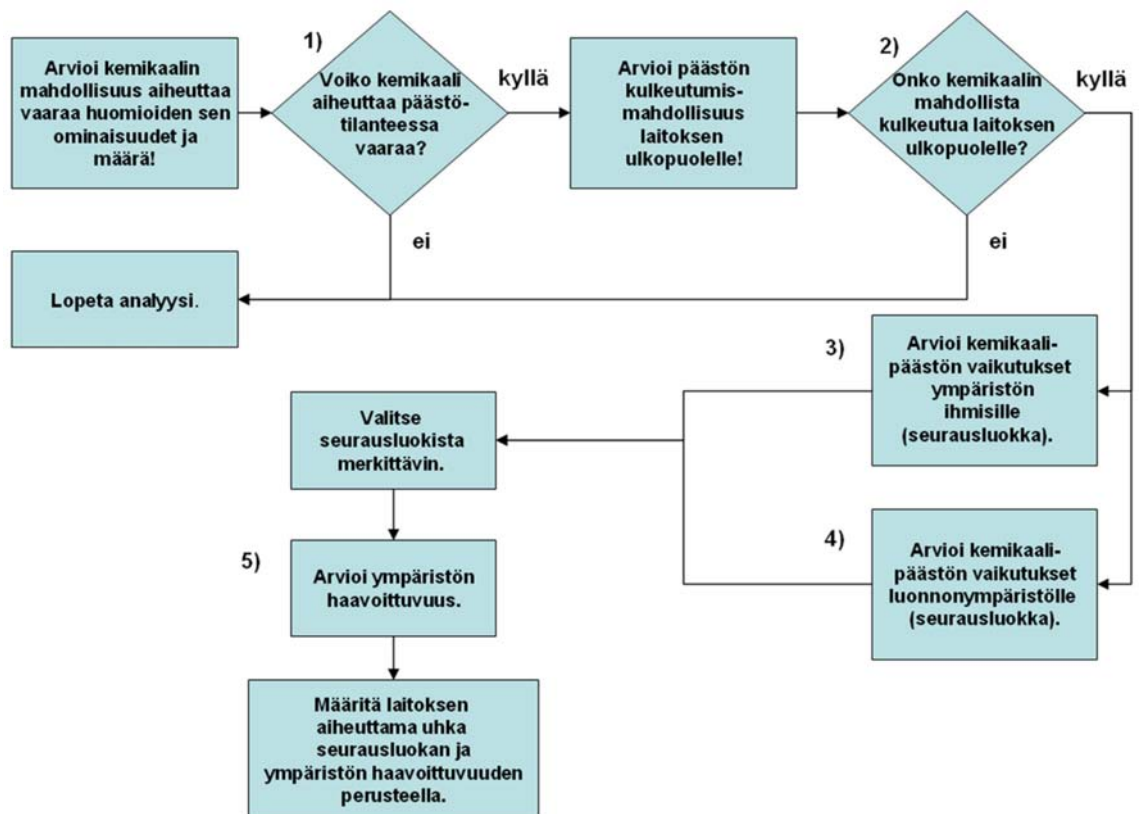 Arvioi kemikaalin
mahdollisuus aiheuttaa
vaaraa huomioiden sen
ominaisuudet ja
määrä!
1)
Voiko kemikaali
aiheuttaa päästö-
tilanteessa
vaaraa?
kyllä
ei
Arvioi päästön
kulkeutumis-
mahdollisuus
laitoksen
ulkopuolelle!
2)
Onko kemikaalin
mahdollista
kulkeutua laitoksen
ulkopuolelle?
kyllä
ei
Lopeta analyysi.
3)
Arvioi kemikaali-
päästön vaikutukset
ympäristön
ihmisille
(seurausluokka).
4)
Arvioi kemikaali-
päästön vaikutukset
luonnonympäristölle
(seurausluokka).
Valitse
seurausluokista
merkittävin.
5)
Arvioi ympäristön
haavoittuvuus.
Määritä laitoksen
aiheuttama uhka
seurausluokan ja
ympäristön haavoittuvuuden
perusteella.